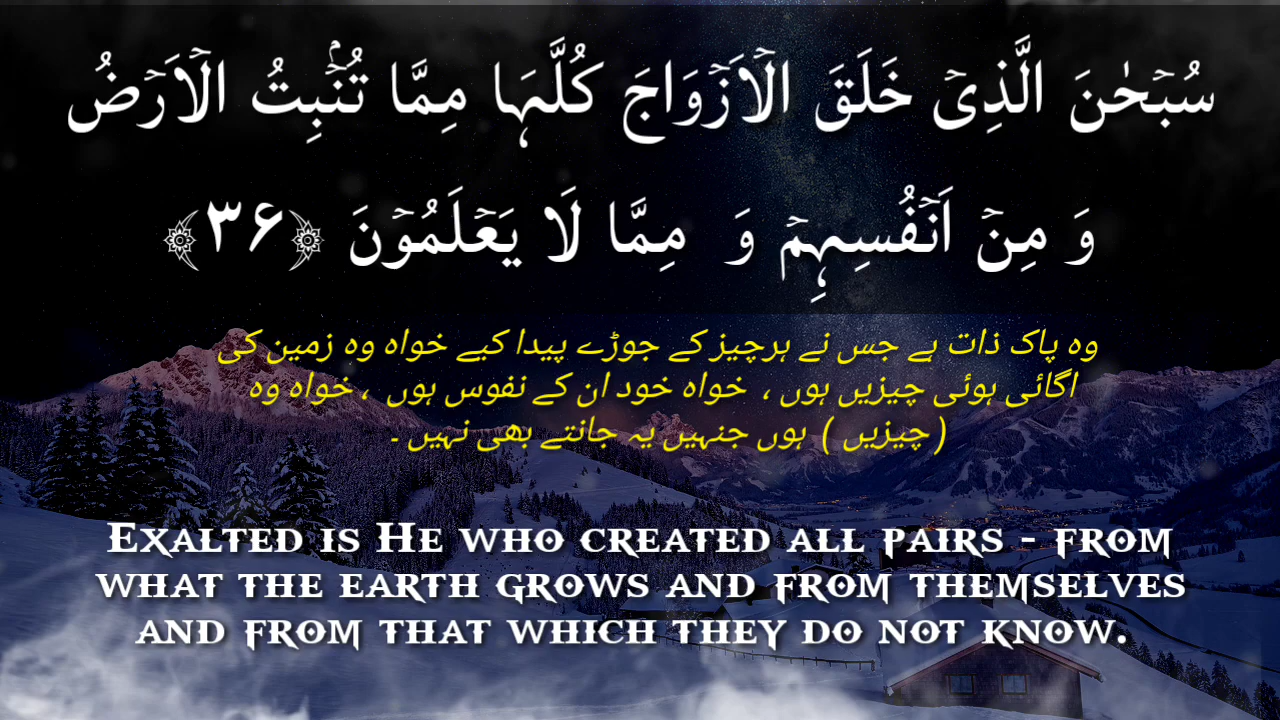 سُبۡحٰنَ الَّذِیۡ خَلَقَ الۡاَزۡوَاجَ کُلَّہَا مِمَّا تُنۡۢبِتُ الۡاَرۡضُ
وَ مِنۡ اَنۡفُسِہِمۡ وَ مِمَّا لَا یَعۡلَمُوۡنَ ﴿۳۶﴾
وہ پاک ذات ہے جس نے ہرچیز کے جوڑے پیدا کیے خواہ وہ زمین کی
اگائی ہوئی چیزیں ہوں ، خواہ خود ان کے نفوس ہوں ، خواہ وہ
( چیزیں ) ہوں جنہیں یہ جانتے بھی نہیں ۔
Exalted is He who created all pairs - from
what the earth grows and from themselves
and from that which they do not know.